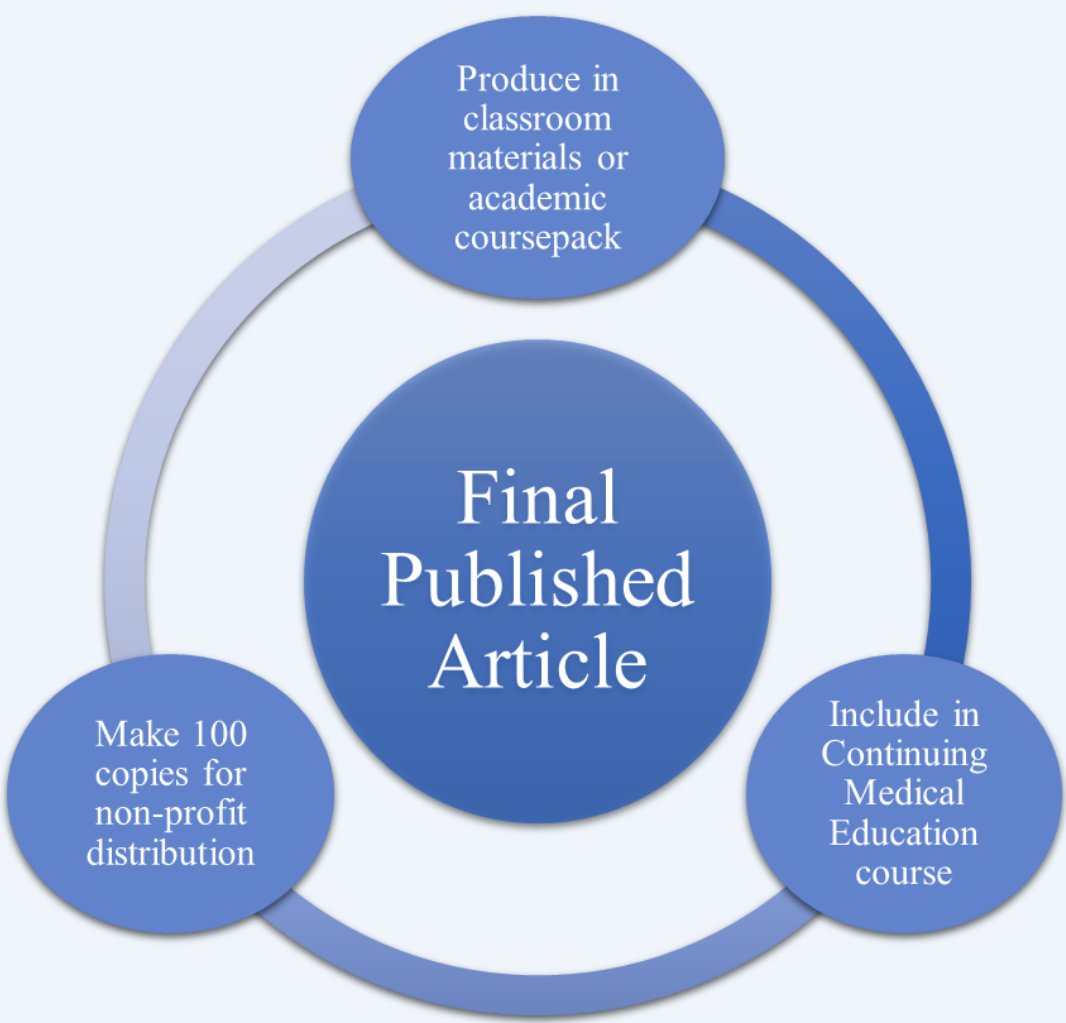 Produce in
classroom
materials or
academic
coursepack
Final
Published
Article
Make 100
copies for
non-profit
distribution
Include in
Continuing
Medical
Education
course